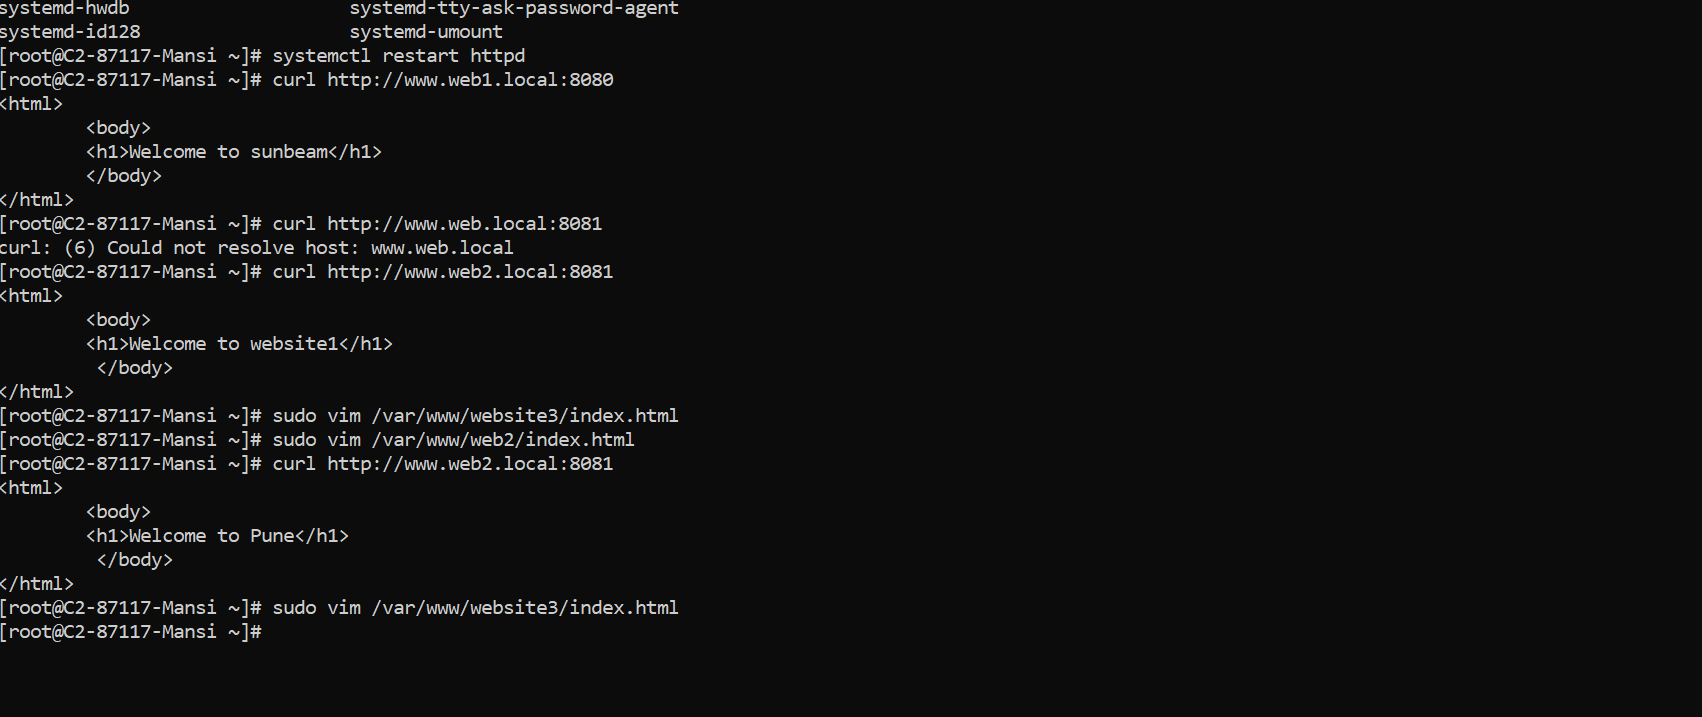 systemd-hwdb                    systemd-tty-ask-password-agent
systemd-id128                   systemd-umount
[root@C2-87117-Mansi ~]# systemctl restart httpd
[root@C2-87117-Mansi ~]# curl http://www.web1.local:8080
<html>
        <body>
        <h1>Welcome to sunbeam</h1>
        </body>
</html>
[root@C2-87117-Mansi ~]# curl http://www.web.local:8081
curl: (6) Could not resolve host: www.web.local
[root@C2-87117-Mansi ~]# curl http://www.web2.local:8081
<html>
        <body>
        <h1>Welcome to website1</h1>
         </body>
</html>
[root@C2-87117-Mansi ~]# sudo vim /var/www/website3/index.html
[root@C2-87117-Mansi ~]# sudo vim /var/www/web2/index.html
[root@C2-87117-Mansi ~]# curl http://www.web2.local:8081
<html>
        <body>
        <h1>Welcome to Pune</h1>
         </body>
</html>
[root@C2-87117-Mansi ~]# sudo vim /var/www/website3/index.html
[root@C2-87117-Mansi ~]#